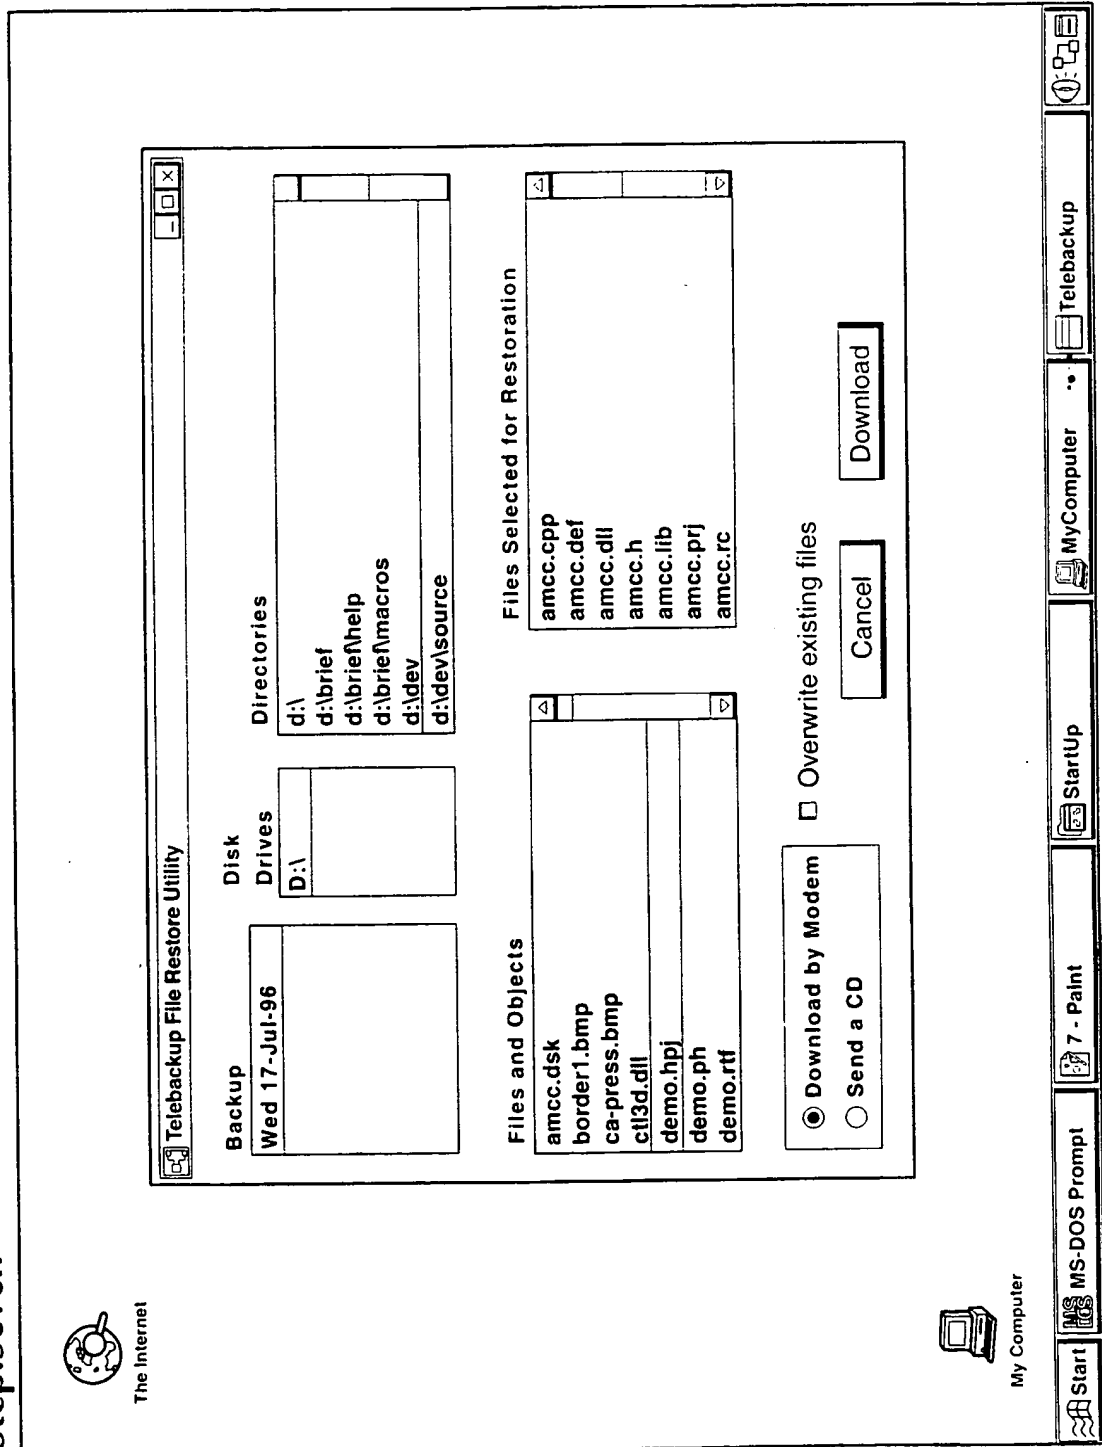 The Internet
Telebackup File Restore Utility
Backup
Wed 17-Jul-96
Disk
Drives
D:\
Directories
d:\
d:\brief
d:\brief\help
d:\brief\macros
d:\dev
d:\dev\source
Files and Objects
amcc.dsk
border1.bmp
ca-press.bmp
ctl3d.dll
demo.hpj
demo.ph
demo.rtf
Files Selected for Restoration
amcc.cpp
amcc.def
amcc.dll
amcc.h
amcc.lib
amcc.prj
amcc.rc
Download by Modem
Send a CD
Overwrite existing files
Cancel
Download
My Computer
Start
MS-DOS Prompt
7 - Paint
StartUp
MyComputer
Telebackup